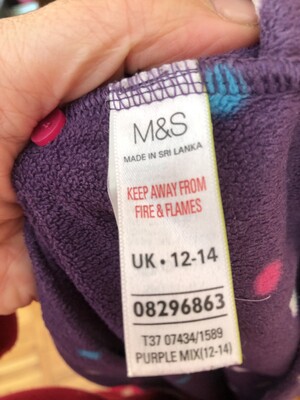 M&S
MADE IN SRI LANKA
KEEP AWAY FROM
FIRE & FLAMES
UK • 12-14
08296863
T37 07434/1589
PURPLE MIX(12-14)